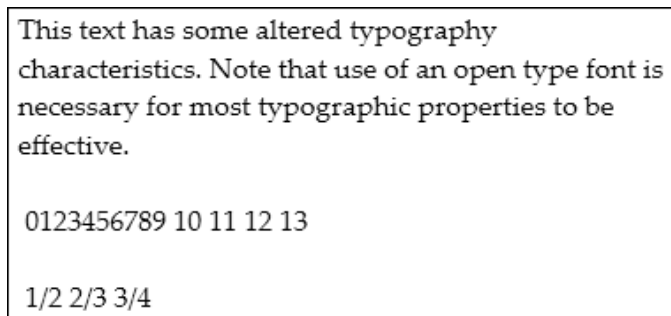 This text has some altered typography
characteristics. Note that use of an open type font is
necessary for most typographic properties to be
effective.
0123456789 10 11 12 13
1/2 2/3 3/4